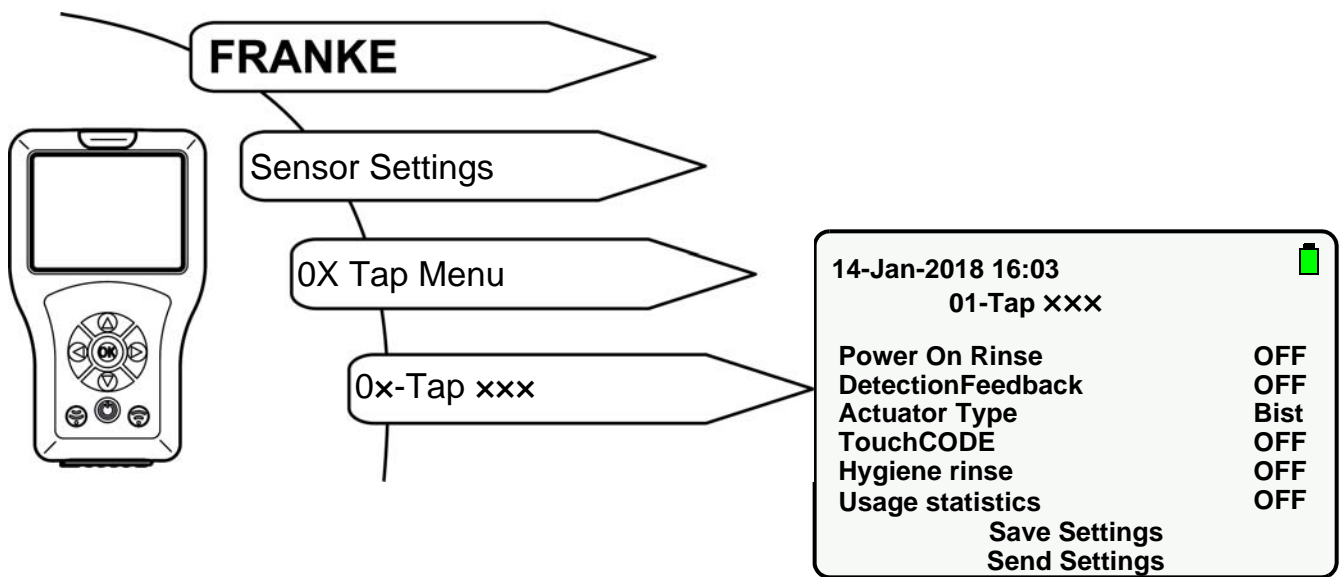 FRANKE
Sensor Settings
0X Tap Menu
0×-Tap ×××
OK
14-Jan-2018 16:03
01-Tap ×××
Power On Rinse OFF
DetectionFeedback OFF
Actuator Type Bist
TouchCODE OFF
Hygiene rinse OFF
Usage statistics OFF
Save Settings
Send Settings